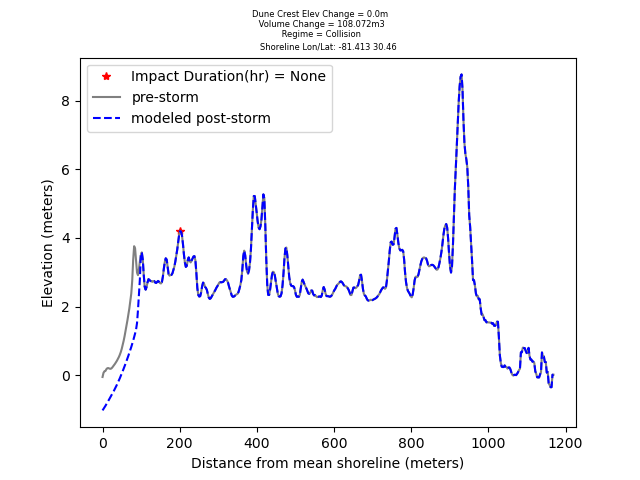 Dune Crest Elev Change = 0.0m
Volume Change = 108.072m3
Regime = Collision
Shoreline Lon/Lat: -81.413 30.46
Impact Duration(hr) = None
pre-storm
modeled post-storm
Elevation (meters)
8
6
4
2
0
0 200 400 600 800 1000 1200
Distance from mean shoreline (meters)